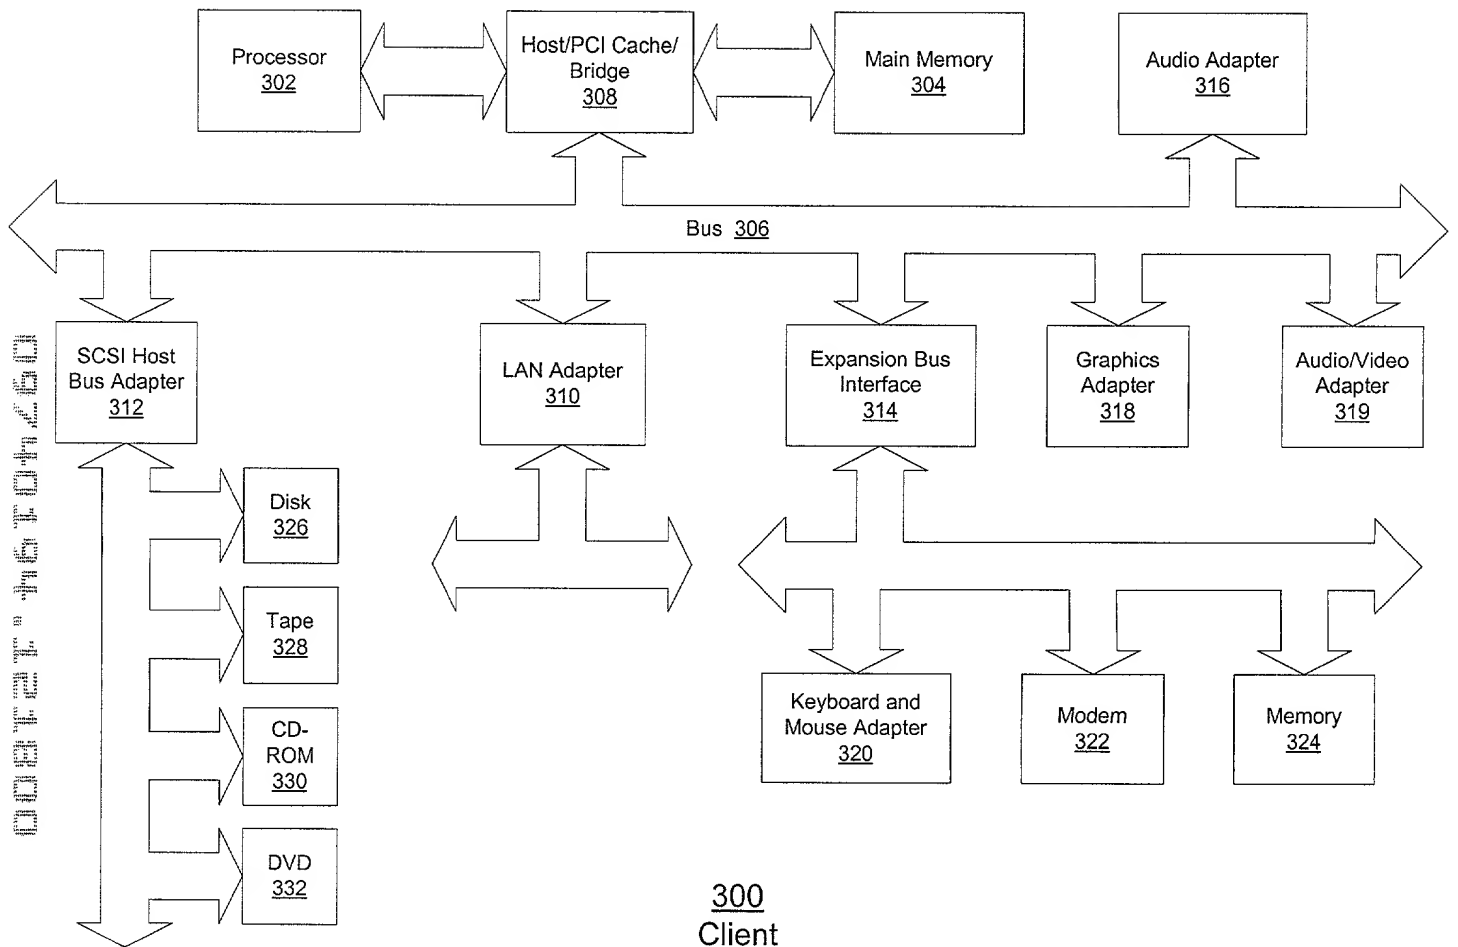 Processor
302
Host/PCI Cache/
Bridge
308
Main Memory
304
Audio Adapter
316
Bus 306
SCSI Host
Bus Adapter
312
LAN Adapter
310
Expansion Bus
Interface
314
Graphics
Adapter
318
Audio/Video
Adapter
319
Disk
326
Tape
328
CD-
ROM
330
DVD
332
Keyboard and
Mouse Adapter
320
Modem
322
Memory
324
300
Client